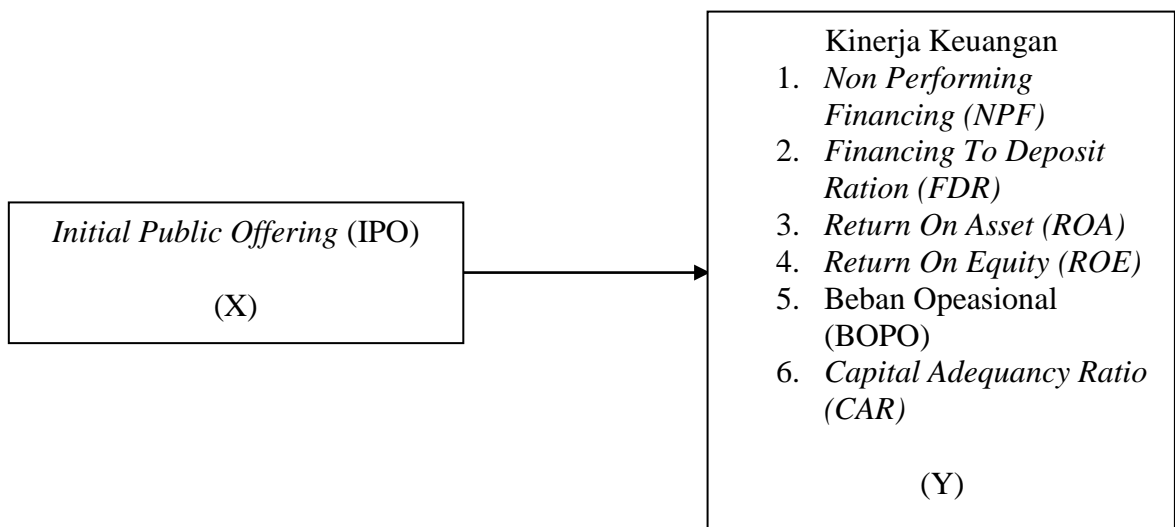 Initial Public Offering (IPO)
(X)
Kinerja Keuangan
1. Non Performing
Financing (NPF)
2. Financing To Deposit
Ration (FDR)
3. Return On Asset (ROA)
4. Return On Equity (ROE)
5. Beban Opeasional
(BOPO)
6. Capital Adequancy Ratio
(CAR)
(Y)